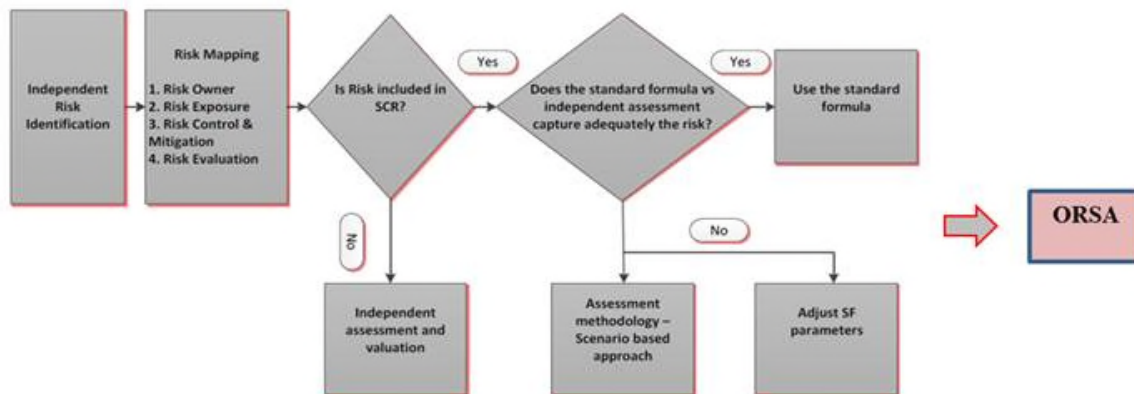 Independent
Risk
Identification
Risk Mapping
1. Risk Owner
2. Risk Exposure
3. Risk Control &
Mitigation
4. Risk Evaluation
Is Risk included in
SCR?
Yes
Does the standard formula vs
independent assessment
capture adequately the risk?
Yes
Use the standard
formula
ORSA
No
No
Independent
assessment and
valuation
Assessment
methodology –
Scenario based
approach
Adjust SF
parameters